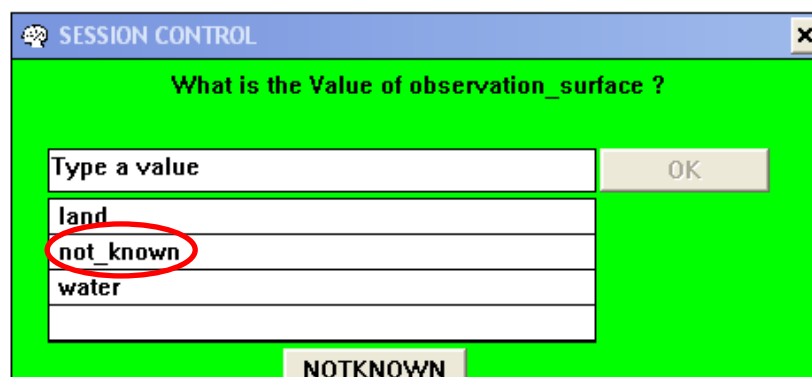 SESSION CONTROL
What is the Value of observation_surface ?
Type a value
OK
land
not_known
water
NOTKNOWN